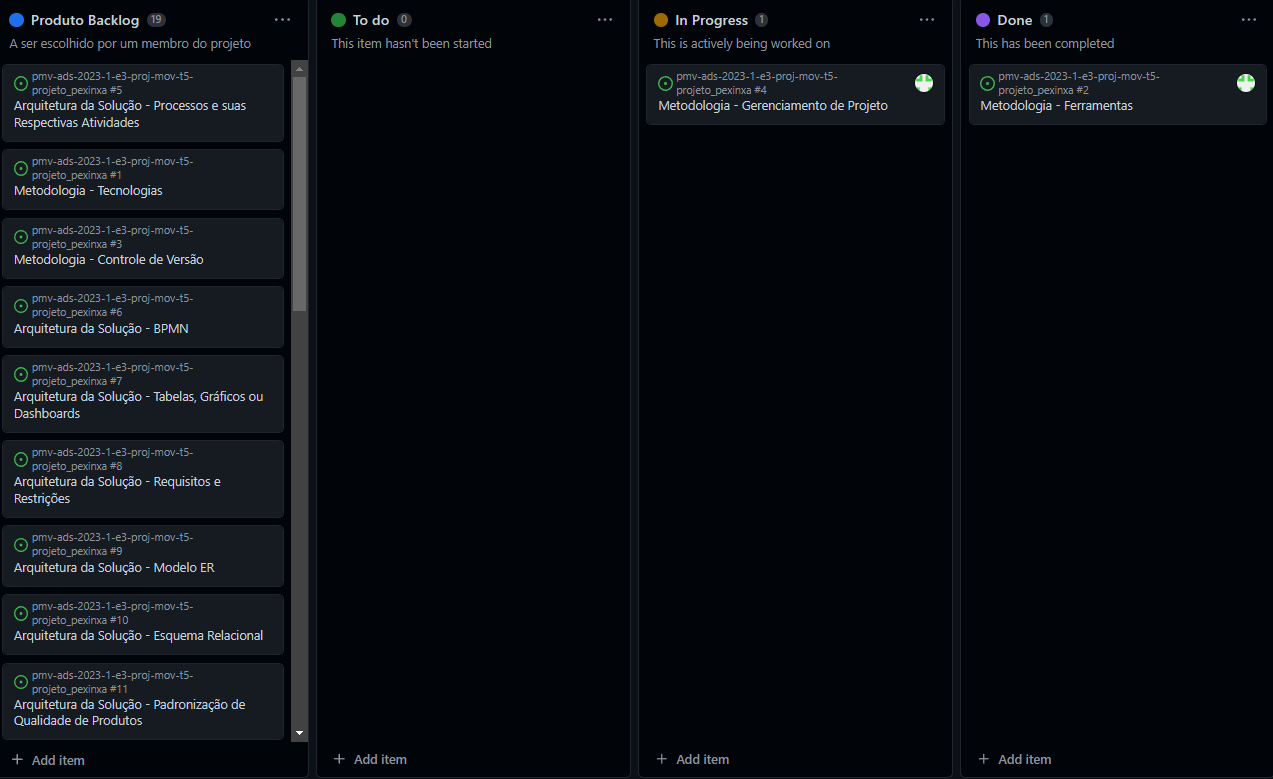 Produto Backlog 19
A ser escolhido por um membro do projeto
pmv-ads-2023-1-e3-proj-mov-t5-
projeto_pexinxa #5
Arquitetura da Solução - Processos e suas
Respectivas Atividades
pmv-ads-2023-1-e3-proj-mov-t5-
projeto_pexinxa #1
Metodologia - Tecnologias
pmv-ads-2023-1-e3-proj-mov-t5-
projeto_pexinxa #3
Metodologia - Controle de Versão
pmv-ads-2023-1-e3-proj-mov-t5-
projeto_pexinxa #6
Arquitetura da Solução - BPMN
pmv-ads-2023-1-e3-proj-mov-t5-
projeto_pexinxa #7
Arquitetura da Solução - Tabelas, Gráficos ou
Dashboards
pmv-ads-2023-1-e3-proj-mov-t5-
projeto_pexinxa #8
Arquitetura da Solução - Requisitos e
Restrições
pmv-ads-2023-1-e3-proj-mov-t5-
projeto_pexinxa #9
Arquitetura da Solução - Modelo ER
pmv-ads-2023-1-e3-proj-mov-t5-
projeto_pexinxa #10
Arquitetura da Solução - Esquema Relacional
pmv-ads-2023-1-e3-proj-mov-t5-
projeto_pexinxa #11
Arquitetura da Solução - Padronização de
Qualidade de Produtos
+ Add item
To do 0
This item hasn't been started
+ Add item
In Progress 1
This is actively being worked on
pmv-ads-2023-1-e3-proj-mov-t5-
projeto_pexinxa #4
Metodologia - Gerenciamento de Projeto
+ Add item
Done 1
This has been completed
pmv-ads-2023-1-e3-proj-mov-t5-
projeto_pexinxa #2
Metodologia - Ferramentas
+ Add item